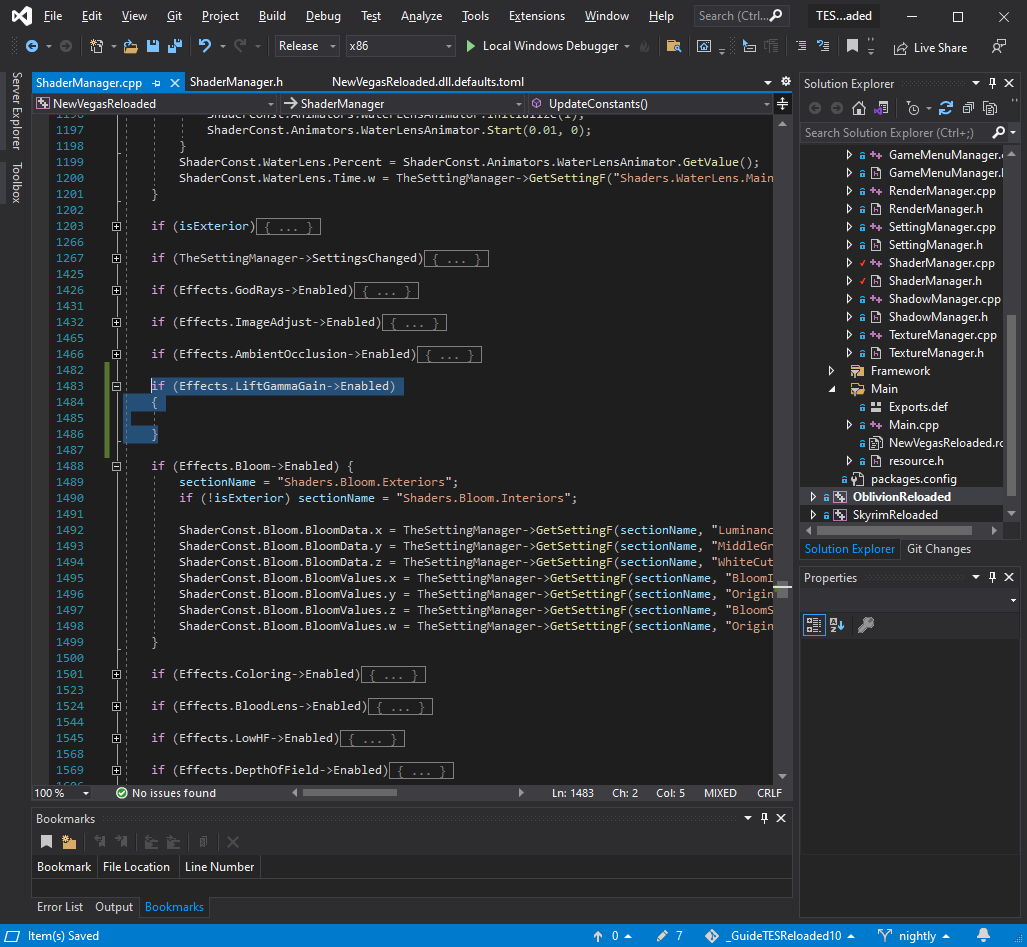 File Edit View Git Project Build Debug Test Analyze Tools Extensions Window Help Search (Ctrl... TES...aded
Release x86 Local Windows Debugger Live Share
Server Explorer
Toolbox
ShaderManager.cpp ShaderManager.h NewVegasReloaded.dll.defaults.toml
NewVegasReloaded ShaderManager UpdateConstants()
1196 ShaderConst.Animators.WaterLensAnimator.Initialize(1);
1197 ShaderConst.Animators.WaterLensAnimator.Start(0.01, 0);
1198 }
1199 ShaderConst.WaterLens.Percent = ShaderConst.Animators.WaterLensAnimator.GetValue();
1200 ShaderConst.WaterLens.Time.w = TheSettingManager->GetSettingF("Shaders.WaterLens.Main
1201 }
1202
1203 if (isExterior){ ... }
1266
1267 if (TheSettingManager->SettingsChanged){ ... }
1425
1426 if (Effects.GodRays->Enabled){ ... }
1431
1432 if (Effects.ImageAdjust->Enabled){ ... }
1465
1466 if (Effects.AmbientOcclusion->Enabled){ ... }
1482
1483 if (Effects.LiftGammaGain->Enabled)
1484 {
1485
1486 }
1487
1488 if (Effects.Bloom->Enabled) {
1489 sectionName = "Shaders.Bloom.Exteriors";
1490 if (!isExterior) sectionName = "Shaders.Bloom.Interiors";
1491
1492 ShaderConst.Bloom.BloomData.x = TheSettingManager->GetSettingF(sectionName, "Luminanc
1493 ShaderConst.Bloom.BloomData.y = TheSettingManager->GetSettingF(sectionName, "MiddleGr
1494 ShaderConst.Bloom.BloomData.z = TheSettingManager->GetSettingF(sectionName, "WhiteCut
1495 ShaderConst.Bloom.BloomValues.x = TheSettingManager->GetSettingF(sectionName, "BloomI
1496 ShaderConst.Bloom.BloomValues.y = TheSettingManager->GetSettingF(sectionName, "Origin
1497 ShaderConst.Bloom.BloomValues.z = TheSettingManager->GetSettingF(sectionName, "BloomS
1498 ShaderConst.Bloom.BloomValues.w = TheSettingManager->GetSettingF(sectionName, "Origin
1499 }
1500
1501 if (Effects.Coloring->Enabled){ ... }
1523
1524 if (Effects.BloodLens->Enabled){ ... }
1544
1545 if (Effects.LowHF->Enabled){ ... }
1568
1569 if (Effects.DepthOfField->Enabled){ ... }
100 % No issues found Ln: 1483 Ch: 2 Col: 5 MIXED CRLF
Bookmarks
Bookmark File Location Line Number
Error List Output Bookmarks
Solution Explorer
Search Solution Explorer (Ctrl+;)
GameMenuManager.c
GameMenuManager.h
RenderManager.cpp
RenderManager.h
SettingManager.cpp
SettingManager.h
ShaderManager.cpp
ShaderManager.h
ShadowManager.cpp
ShadowManager.h
TextureManager.cpp
TextureManager.h
Framework
Main
Exports.def
Main.cpp
NewVegasReloaded.rc
resource.h
packages.config
OblivionReloaded
SkyrimReloaded
Solution Explorer Git Changes
Properties
Item(s) Saved 0 7 _GuideTESReloaded10 nightly